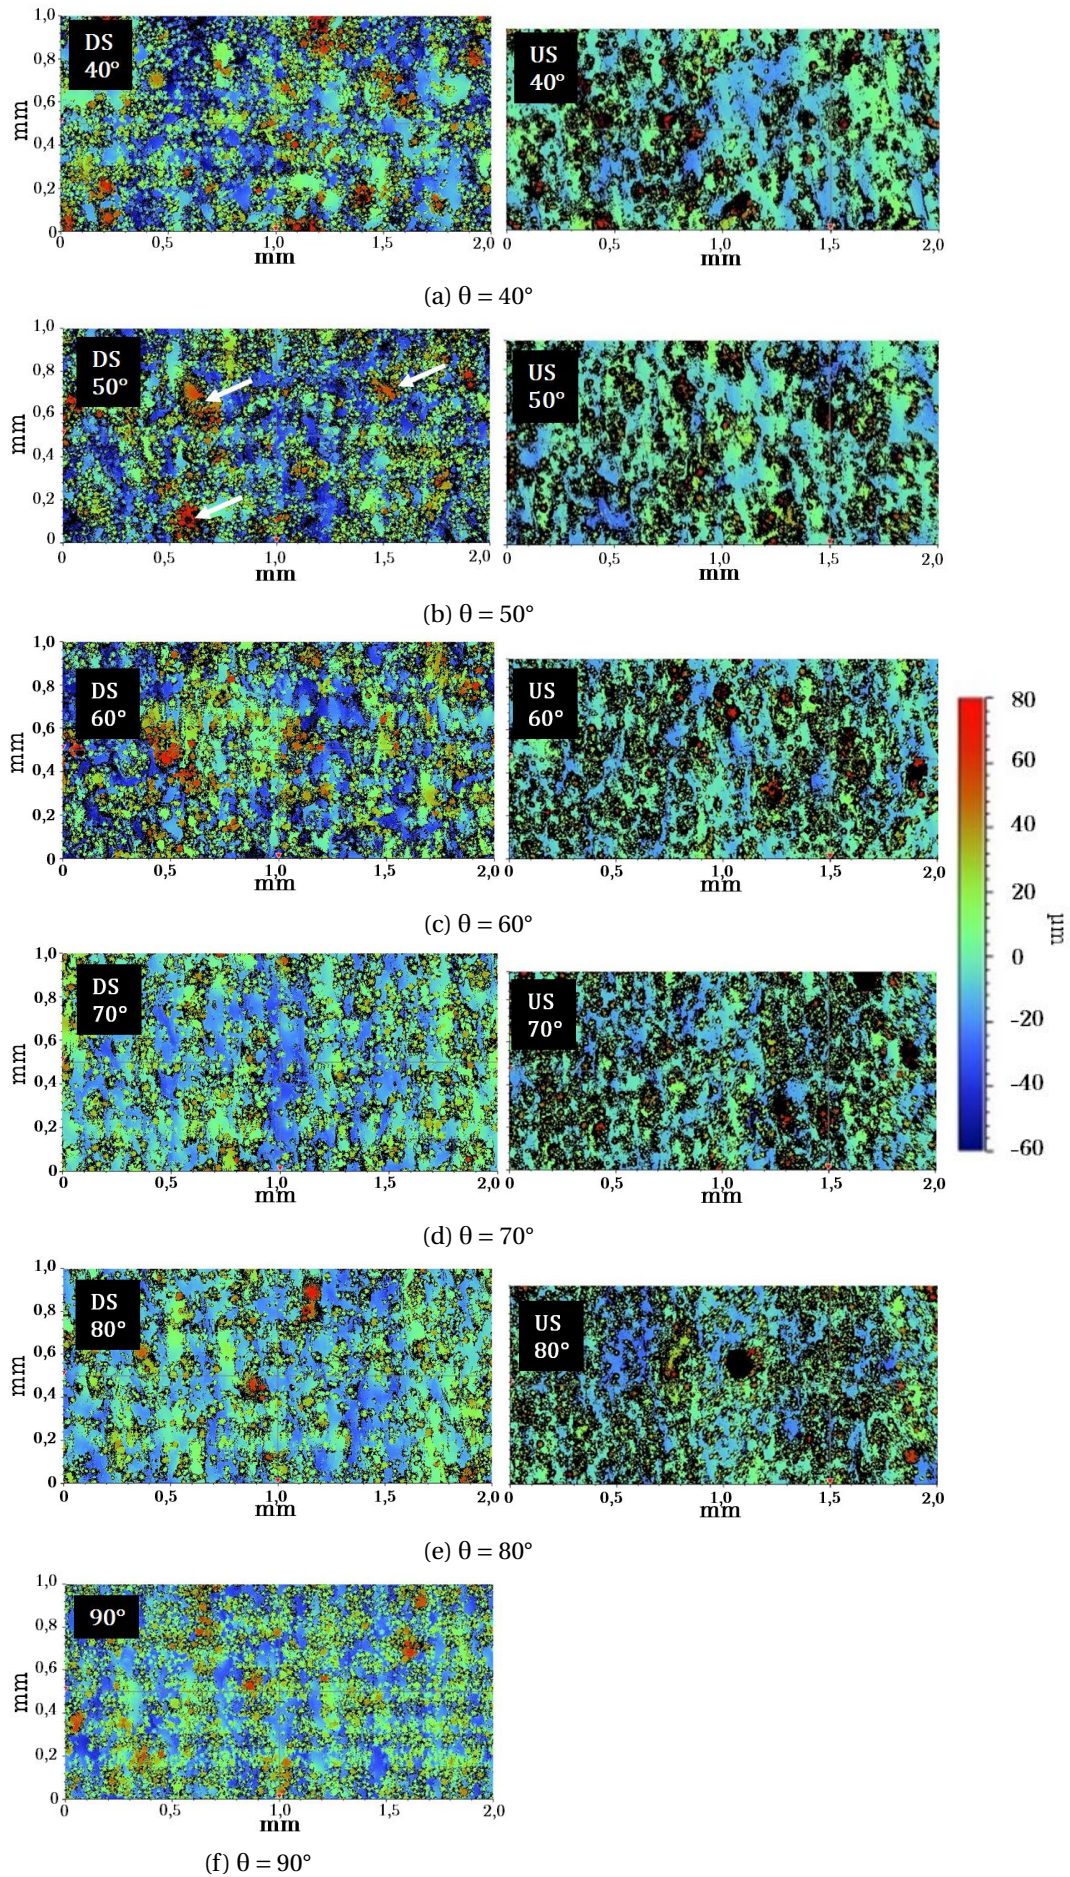 1,0
0,8
0,6
0,4
0,2
0
mm
DS
40°
0 0,5 1,0 1,5 2,0
mm
US
40°
0 0,5 1,0 1,5 2,0
mm
(a) θ = 40°
1,0
0,8
0,6
0,4
0,2
0
mm
DS
50°
0 0,5 1,0 1,5 2,0
mm
US
50°
0 0,5 1,0 1,5 2,0
mm
(b) θ = 50°
1,0
0,8
0,6
0,4
0,2
0
mm
DS
60°
0 0,5 1,0 1,5 2,0
mm
US
60°
0 0,5 1,0 1,5 2,0
mm
(c) θ = 60°
80
60
40
20
0
-20
-40
-60
µm
1,0
0,8
0,6
0,4
0,2
0
mm
DS
70°
0 0,5 1,0 1,5 2,0
mm
US
70°
0 0,5 1,0 1,5 2,0
mm
(d) θ = 70°
1,0
0,8
0,6
0,4
0,2
0
mm
DS
80°
0 0,5 1,0 1,5 2,0
mm
US
80°
0 0,5 1,0 1,5 2,0
mm
(e) θ = 80°
1,0
0,8
0,6
0,4
0,2
0
mm
90°
0 0,5 1,0 1,5 2,0
mm
(f) θ = 90°